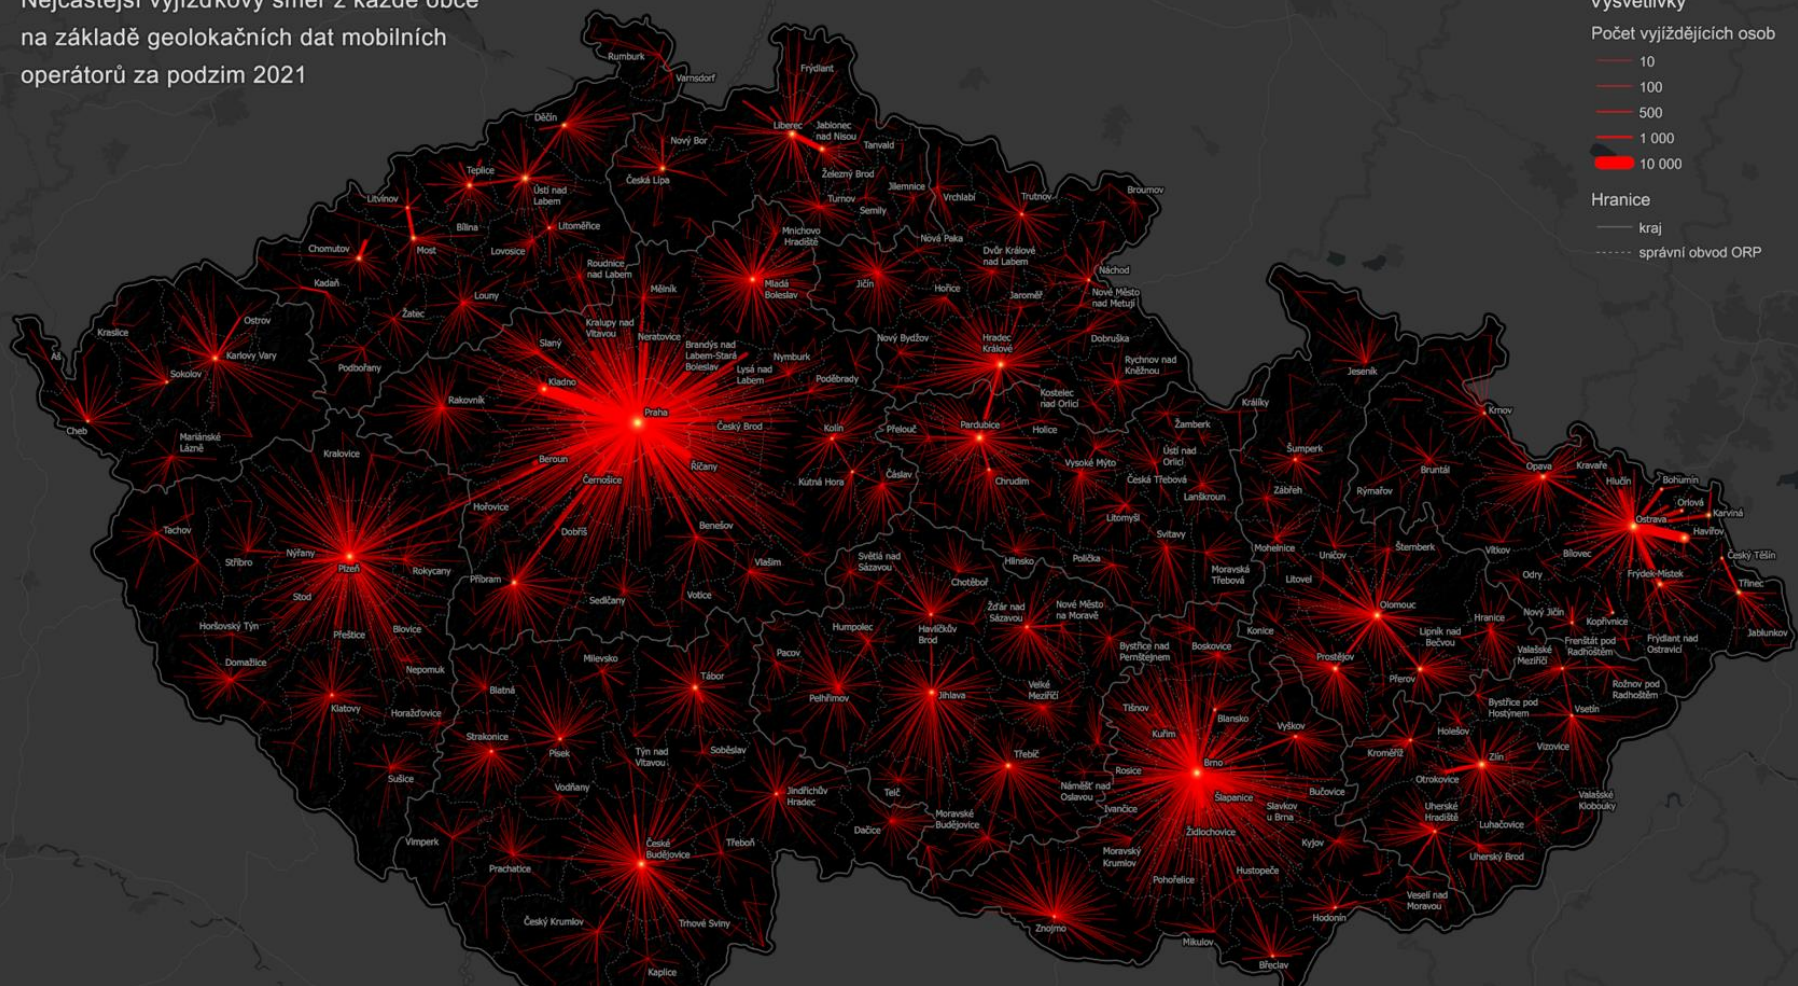 Nejčastější vyjížďkový směr z každé obce
na základě geolokačních dat mobilních
operátorů za podzim 2021
Vysvětlivky
Počet vyjíždějících osob
10
100
500
1 000
10 000
Hranice
kraj
správní obvod ORP
Rumburk
Varnsdorf
Frýdlant
Děčín
Liberec
Jablonec
nad Nisou
Nový Bor
Tanvald
Teplice
Ústí nad
Labem
Česká Lípa
Železný Brod
Jilemnice
Vrchlabí
Trutnov
Broumov
Litvínov
Turnov
Semily
Bílina
Litoměřice
Chomutov
Most
Lovosice
Mnichovo
Hradiště
Nová Paka
Dvůr Králové
nad Labem
Roudnice
nad Labem
Náchod
Kadaň
Mělník
Mladá
Boleslav
Jičín
Hořice
Jaroměř
Nové Město
nad Metují
Louny
Žatec
Ostrov
Kraslice
Kralupy nad
Vltavou
Neratovice
Slaný
Brandýs nad
Labem-Stará
Boleslav
Nový Bydžov
Hradec
Králové
Dobruška
Aš
Karlovy Vary
Podbořany
Lysá nad
Labem
Nymburk
Poděbrady
Rychnov nad
Kněžnou
Sokolov
Kladno
Jeseník
Rakovník
Praha
Kostelec
nad Orlicí
Králíky
Krnov
Cheb
Český Brod
Kolín
Přelouč
Pardubice
Holice
Žamberk
Mariánské
Lázně
Kralovice
Beroun
Říčany
Šumperk
Černošice
Kutná Hora
Čáslav
Chrudim
Vysoké Mýto
Ústí nad
Orlicí
Česká Třebová
Lanškroun
Zábřeh
Rýmařov
Bruntál
Opava
Kravaře
Hlučín
Bohumín
Orlová
Karviná
Hořovice
Litomyšl
Ostrava
Havířov
Tachov
Dobříš
Benešov
Svitavy
Mohelnice
Uničov
Šternberk
Vítkov
Bílovec
Český Těšín
Stříbro
Nýřany
Plzeň
Rokycany
Příbram
Vlašim
Světlá nad
Sázavou
Chotěboř
Hlinsko
Polička
Moravská
Třebová
Litovel
Odry
Frýdek-Místek
Třinec
Stod
Sedlčany
Votice
Žďár nad
Sázavou
Nové Město
na Moravě
Olomouc
Nový Jičín
Kopřivnice
Horšovský Týn
Přeštice
Blovice
Humpolec
Havlíčkův
Brod
Konice
Lipník nad
Bečvou
Hranice
Frenštát pod
Radhoštěm
Frýdlant nad
Ostravicí
Jablunkov
Domažlice
Nepomuk
Milevsko
Pacov
Bystřice nad
Pernštejnem
Boskovice
Prostějov
Přerov
Valašské
Meziříčí
Rožnov pod
Radhoštěm
Klatovy
Horažďovice
Blatná
Tábor
Pelhřimov
Jihlava
Velké
Meziříčí
Tišnov
Blansko
Bystřice pod
Hostýnem
Vsetín
Strakonice
Písek
Týn nad
Vltavou
Soběslav
Třebíč
Kuřim
Vyškov
Kroměříž
Holešov
Vizovice
Sušice
Vodňany
Jindřichův
Hradec
Telč
Náměšť nad
Oslavou
Rosice
Brno
Zlín
Otrokovice
Ivančice
Šlapanice
Slavkov
u Brna
Bučovice
Valašské
Klobouky
Vimperk
Dačice
Moravské
Budějovice
Židlochovice
Uherské
Hradiště
Luhačovice
Prachatice
České
Budějovice
Třeboň
Moravský
Krumlov
Kyjov
Uherský Brod
Pohořelice
Hustopeče
Český Krumlov
Trhové Sviny
Znojmo
Veselí nad
Moravou
Hodonín
Mikulov
Kaplice
Břeclav